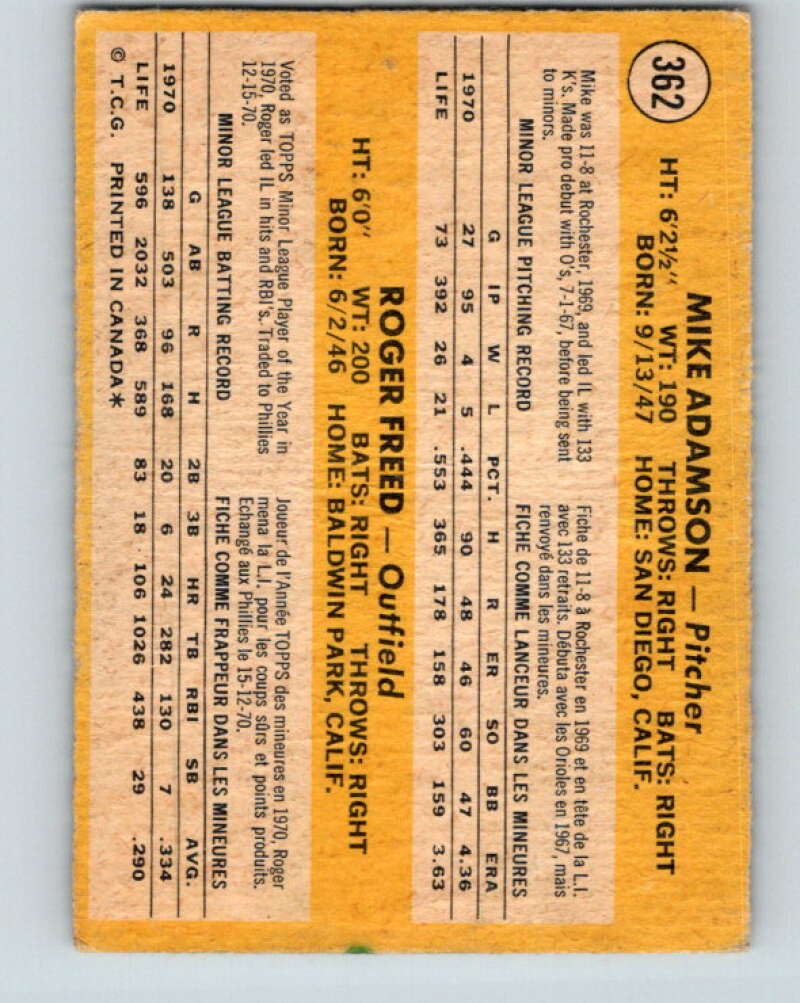 362
MIKE ADAMSON — Pitcher
HT: 6'2½" WT: 190 THROWS: RIGHT BATS: RIGHT
BORN: 9/13/47 HOME: SAN DIEGO, CALIF.
Mike was 11-8 at Rochester, 1969, and led IL with 133
K's. Made pro debut with O's, 7-1-67, before being sent
to minors.
Fiche de 11-8 à Rochester en 1969 et en tête de la L.I.
avec 133 retraits. Débuta avec les Orioles en 1967, mais
renvoyé dans les mineures.
MINOR LEAGUE PITCHING RECORD FICHE COMME LANCEUR DANS LES MINEURES
G IP W L PCT. H R ER SO BB ERA
1970 27 95 4 5 .444 90 48 46 60 47 4.36
LIFE 73 392 26 21 .553 365 178 158 303 159 3.63
ROGER FREED — Outfield
HT: 6'0" WT: 200 BATS: RIGHT THROWS: RIGHT
BORN: 6/2/46 HOME: BALDWIN PARK, CALIF.
Voted as TOPPS Minor League Player of the Year in
1970, Roger led IL in hits and RBI's. Traded to Phillies
12-15-70.
Joueur de l'Année TOPPS des mineures en 1970, Roger
mena la L.I. pour les coups sûrs et points produits.
Echangé aux Phillies le 15-12-70.
MINOR LEAGUE BATTING RECORD FICHE COMME FRAPPEUR DANS LES MINEURES
G AB R H 2B 3B HR TB RBI SB AVG.
1970 138 503 96 168 20 6 24 282 130 7 .334
LIFE 596 2032 368 589 83 18 106 1026 438 29 .290
© T.C.G. PRINTED IN CANADA*